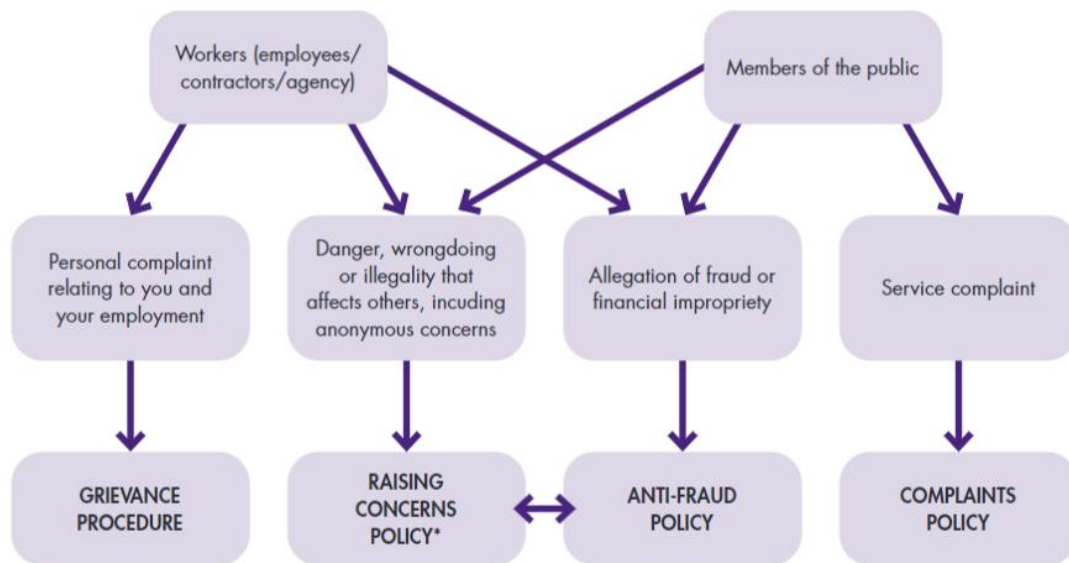 Workers (employees/
contractors/agency)
Members of the public
Personal complaint
relating to you and
your employment
Danger, wrongdoing
or illegality that
affects others, incuding
anonymous concerns
Allegation of fraud or
financial impropriety
Service complaint
GRIEVANCE
PROCEDURE
RAISING
CONCERNS
POLICY*
ANTI-FRAUD
POLICY
COMPLAINTS
POLICY